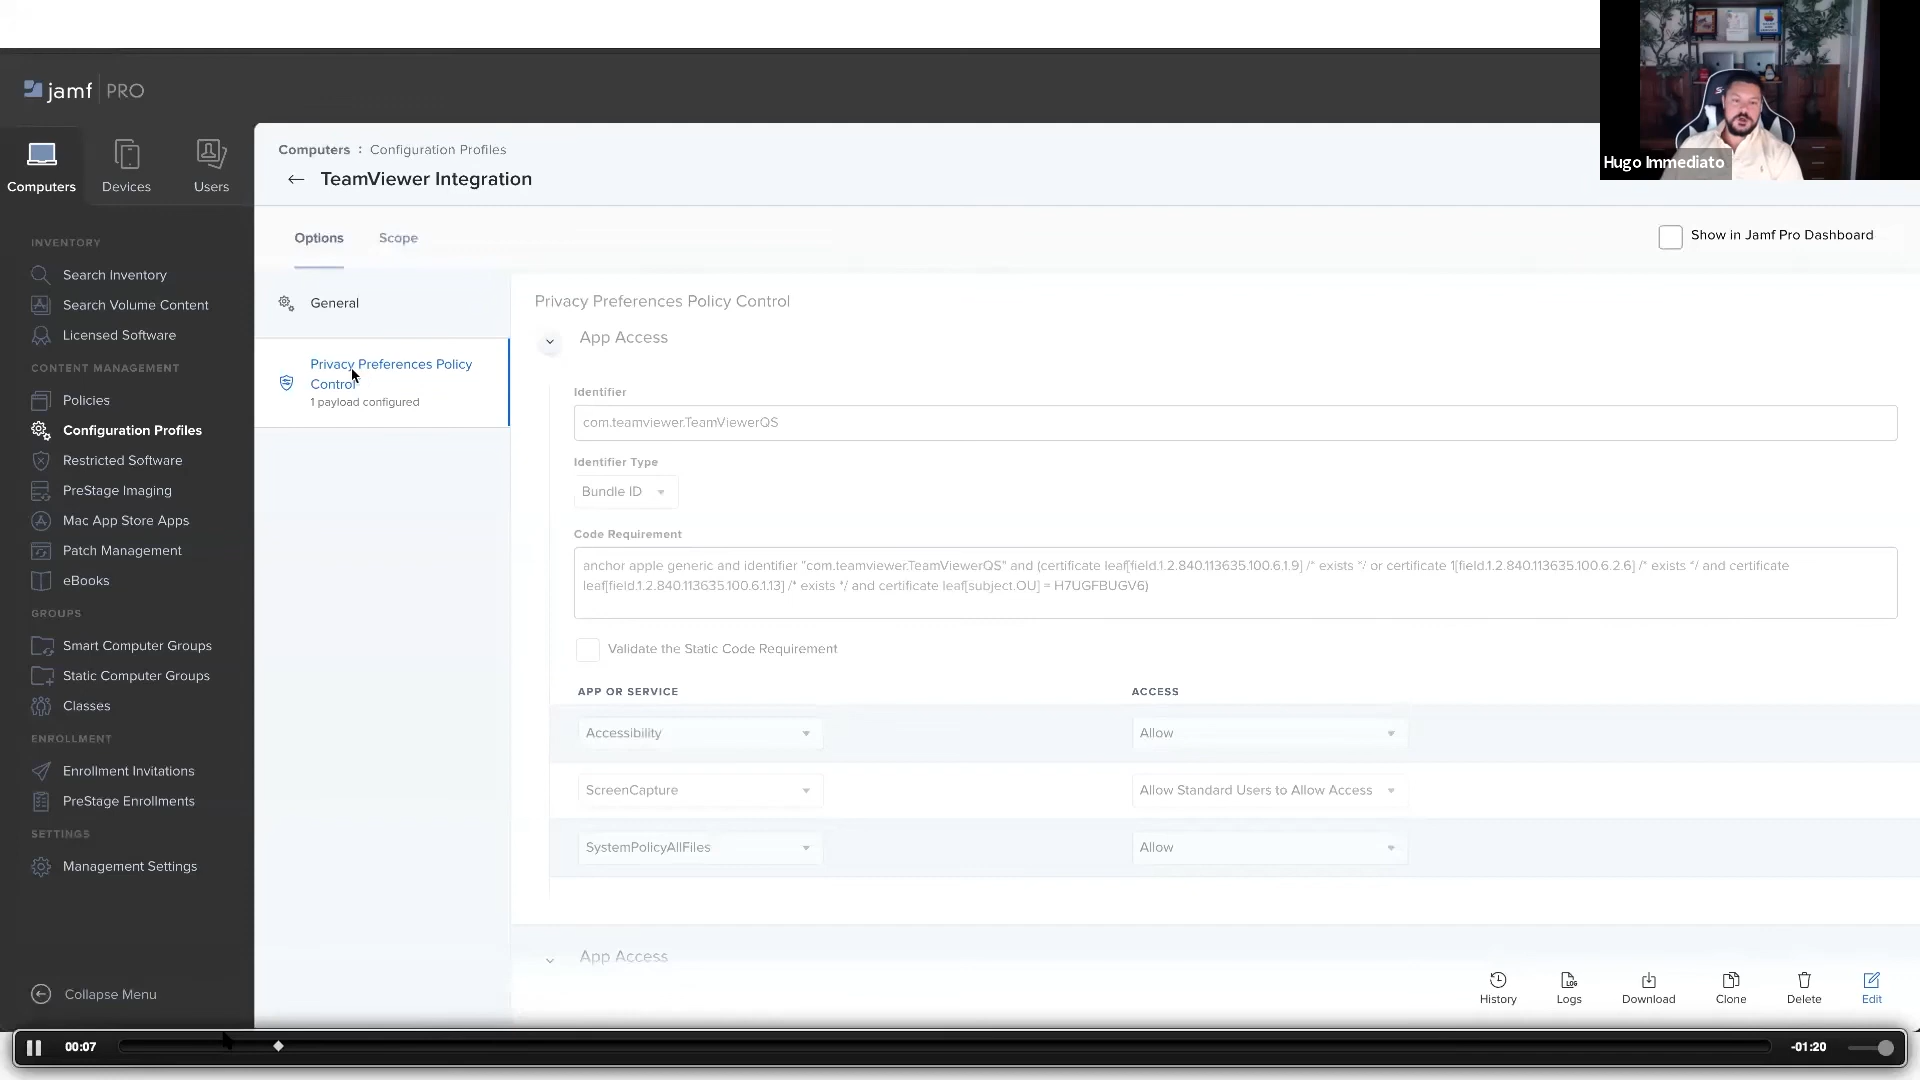 jamf PRO
Hugo Immediato
Computers
Devices
Users
INVENTORY
Search Inventory
Search Volume Content
Licensed Software
CONTENT MANAGEMENT
Policies
Configuration Profiles
Restricted Software
PreStage Imaging
Mac App Store Apps
Patch Management
eBooks
GROUPS
Smart Computer Groups
Static Computer Groups
Classes
ENROLLMENT
Enrollment Invitations
PreStage Enrollments
SETTINGS
Management Settings
Collapse Menu
Computers : Configuration Profiles
← TeamViewer Integration
Options
Scope
Show in Jamf Pro Dashboard
General
Privacy Preferences Policy
Control
1 payload configured
Privacy Preferences Policy Control
App Access
Identifier
com.teamviewer.TeamViewerQS
Identifier Type
Bundle ID
Code Requirement
anchor apple generic and identifier "com.teamviewer.TeamViewerQS" and (certificate leaf[field.1.2.840.113635.100.6.1.9] /* exists */ or certificate 1[field.1.2.840.113635.100.6.2.6] /* exists */ and certificate
leaf[field.1.2.840.113635.100.6.1.13] /* exists */ and certificate leaf[subject.OU] = H7UGFBUGV6)
Validate the Static Code Requirement
APP OR SERVICE ACCESS
Accessibility Allow
ScreenCapture Allow Standard Users to Allow Access
SystemPolicyAllFiles Allow
App Access
History
LOG
Logs
Download
Clone
Delete
Edit
00:07
-01:20